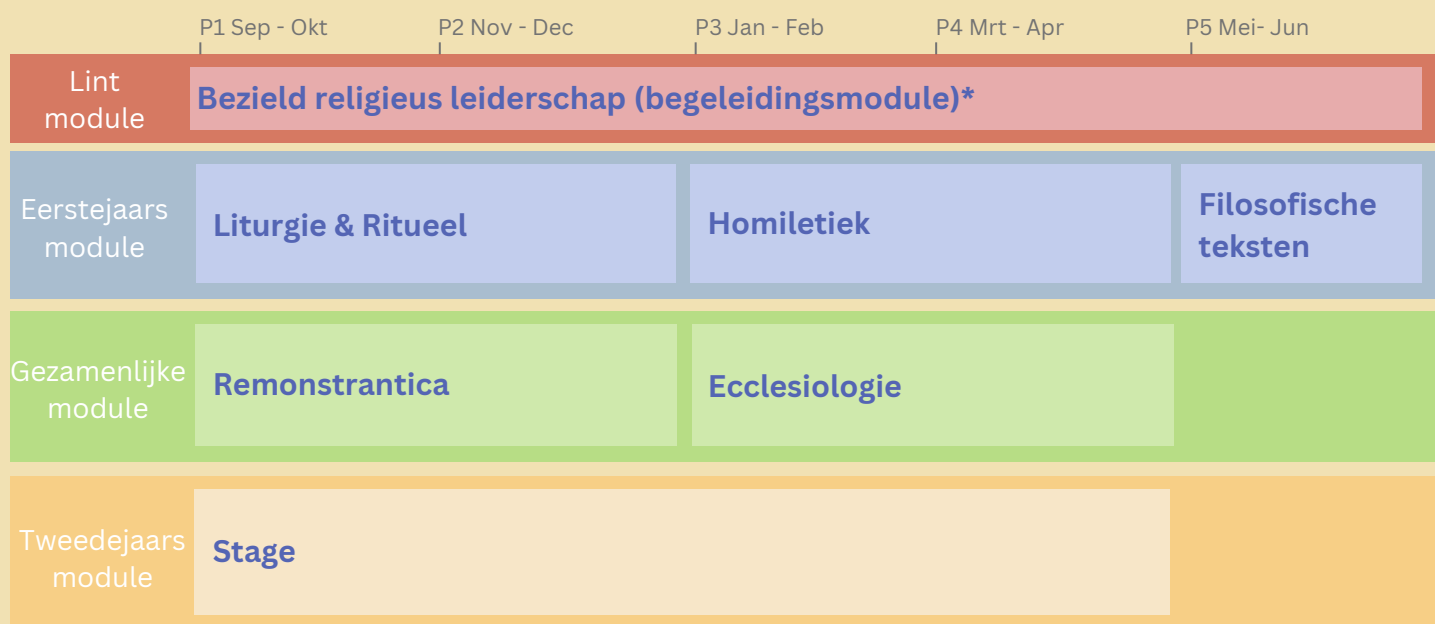 P1 Sep - Okt
P2 Nov - Dec
P3 Jan - Feb
P4 Mrt - Apr
P5 Mei- Jun
Lint
module
Bezield religieus leiderschap (begeleidingsmodule)*
Eerstejaars
module
Liturgie & Ritueel
Homiletiek
Filosofische
teksten
Gezamenlijke
module
Remonstrantica
Ecclesiologie
Tweedejaars
module
Stage